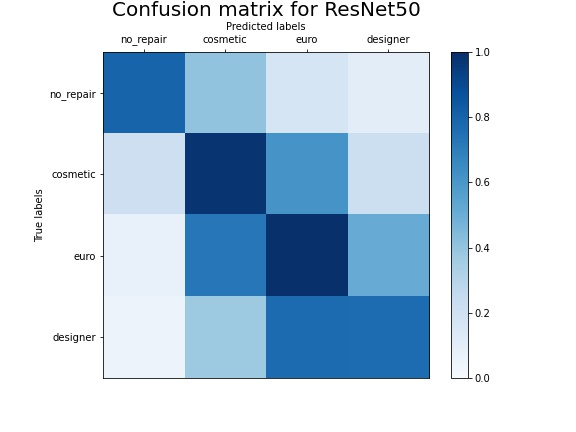 Confusion matrix for ResNet50
Predicted labels
no_repair cosmetic euro designer
1.0
no_repair
0.8
cosmetic
0.6
True labels
0.4
euro
0.2
designer
0.0